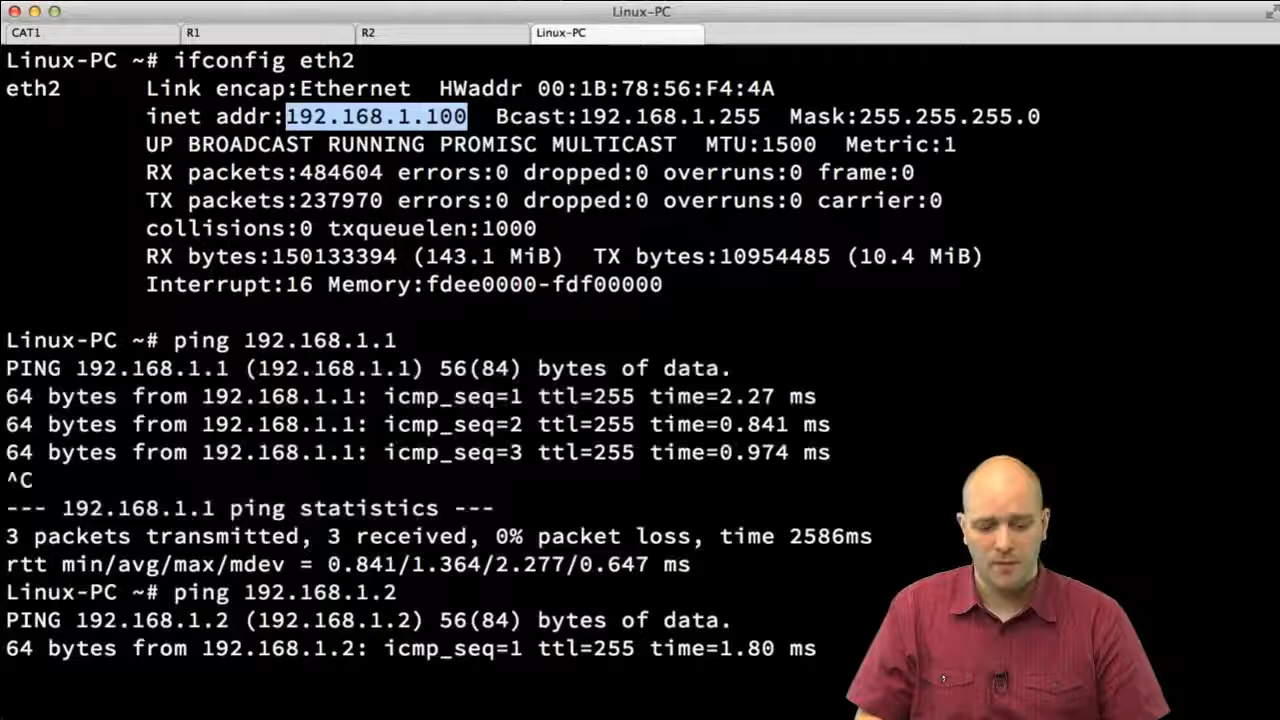 Linux-PC
CAT1 R1 R2 Linux-PC
Linux-PC ~# ifconfig eth2
eth2 Link encap:Ethernet HWaddr 00:1B:78:56:F4:4A
inet addr:192.168.1.100 Bcast:192.168.1.255 Mask:255.255.255.0
UP BROADCAST RUNNING PROMISC MULTICAST MTU:1500 Metric:1
RX packets:484604 errors:0 dropped:0 overruns:0 frame:0
TX packets:237970 errors:0 dropped:0 overruns:0 carrier:0
collisions:0 txqueuelen:1000
RX bytes:150133394 (143.1 MiB) TX bytes:10954485 (10.4 MiB)
Interrupt:16 Memory:fdee0000-fdf00000
Linux-PC ~# ping 192.168.1.1
PING 192.168.1.1 (192.168.1.1) 56(84) bytes of data.
64 bytes from 192.168.1.1: icmp_seq=1 ttl=255 time=2.27 ms
64 bytes from 192.168.1.1: icmp_seq=2 ttl=255 time=0.841 ms
64 bytes from 192.168.1.1: icmp_seq=3 ttl=255 time=0.974 ms
^C
--- 192.168.1.1 ping statistics ---
3 packets transmitted, 3 received, 0% packet loss, time 2586ms
rtt min/avg/max/mdev = 0.841/1.364/2.277/0.647 ms
Linux-PC ~# ping 192.168.1.2
PING 192.168.1.2 (192.168.1.2) 56(84) bytes of data.
64 bytes from 192.168.1.2: icmp_seq=1 ttl=255 time=1.80 ms